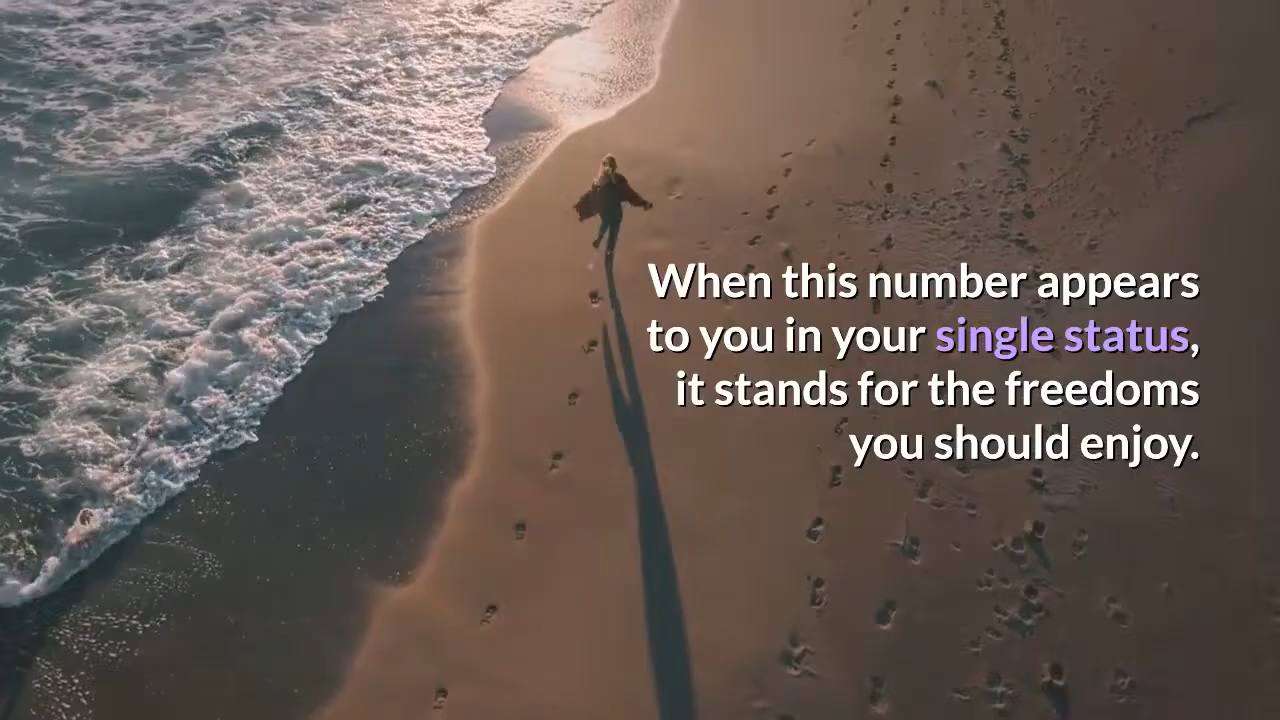 When this number appears
to you in your single status,
it stands for the freedoms
you should enjoy.